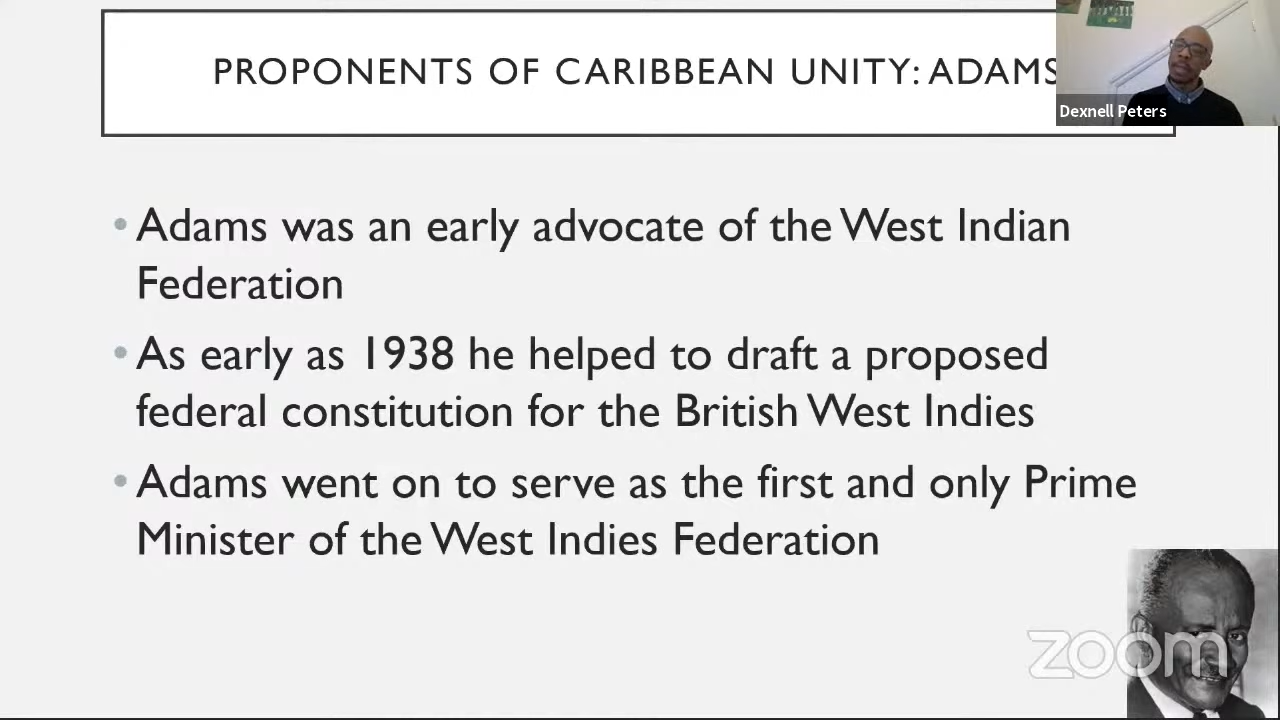 PROPONENTS OF CARIBBEAN UNITY: ADAMS
Dexnell Peters
• Adams was an early advocate of the West Indian
Federation
• As early as 1938 he helped to draft a proposed
federal constitution for the British West Indies
• Adams went on to serve as the first and only Prime
Minister of the West Indies Federation
zoom